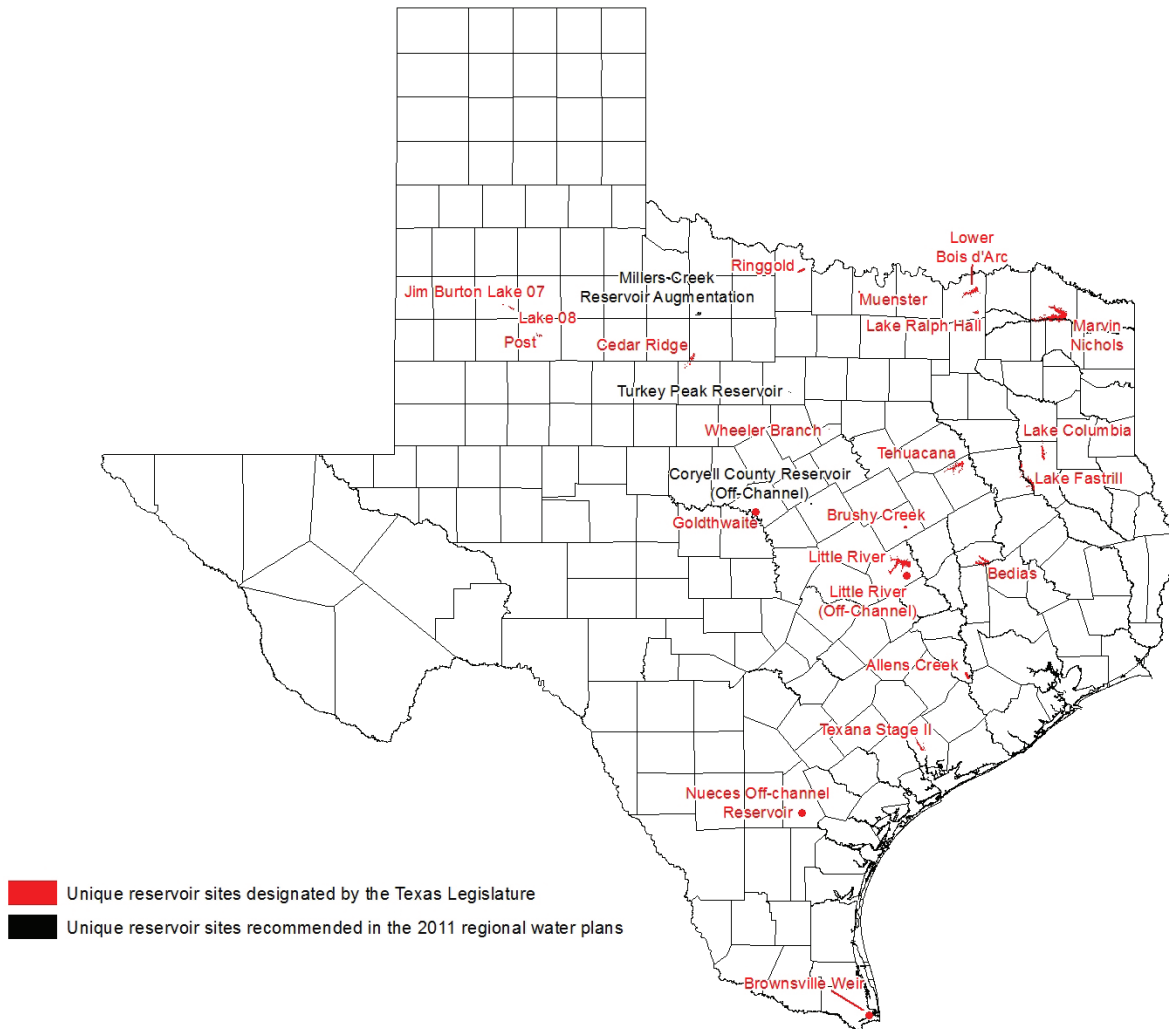 Lower
Bois d'Arc
Ringgold
Millers-Creek
Reservoir Augmentation
Muenster
Jim Burton Lake 07
Lake 08
Lake Ralph Hall
Marvin
Nichols
Post
Cedar Ridge
Turkey Peak Reservoir
Wheeler Branch
Lake Columbia
Tehuacana
Coryell County Reservoir
(Off-Channel)
Lake Fastrill
Goldthwaite
Brushy Creek
Little River
Bedias
Little River
(Off-Channel)
Allens Creek
Texana Stage II
Nueces Off-channel
Reservoir
Unique reservoir sites designated by the Texas Legislature
Unique reservoir sites recommended in the 2011 regional water plans
Brownsville Weir